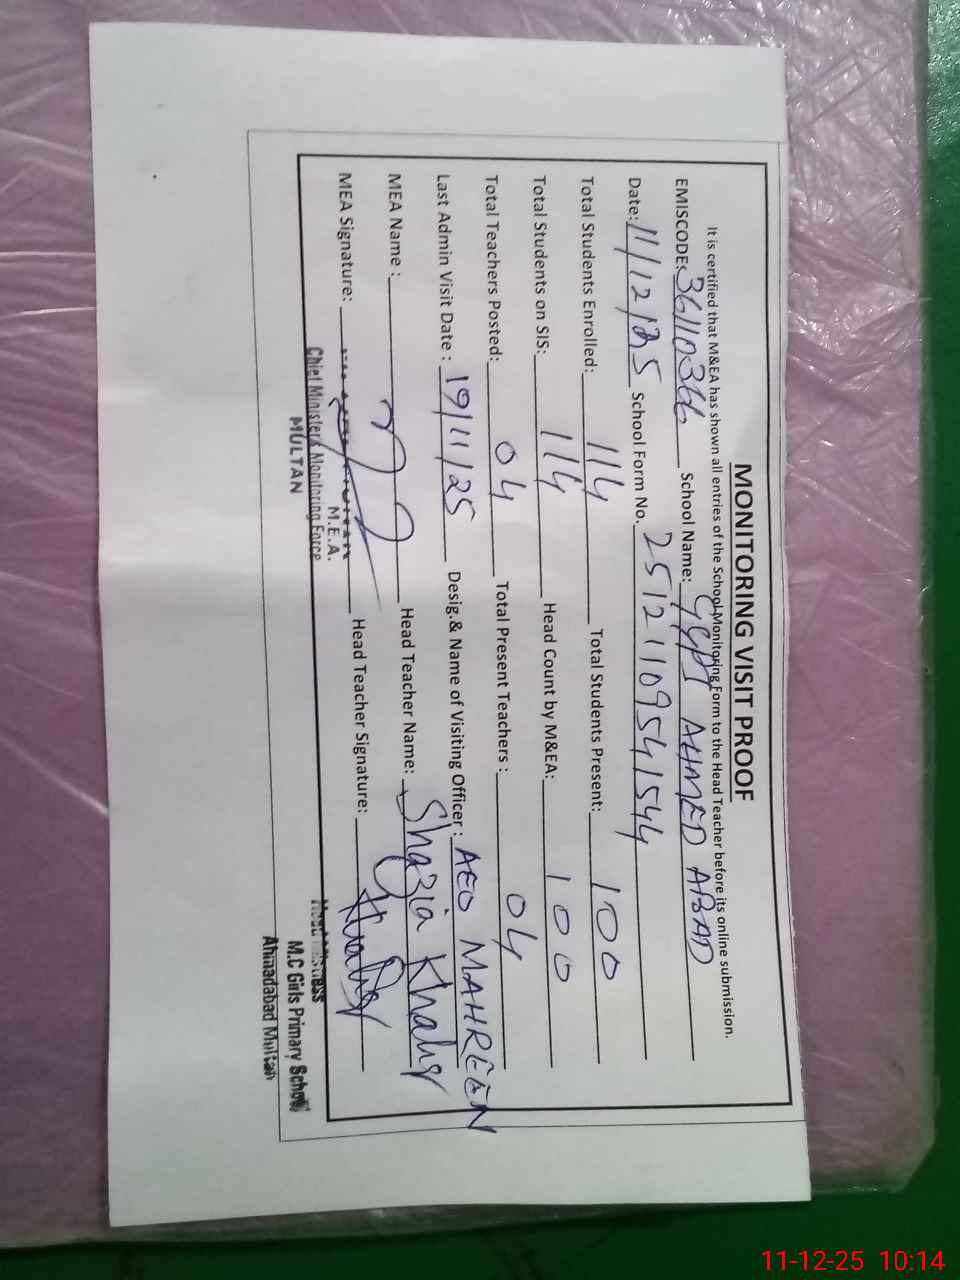 MONITORING VISIT PROOF
It is certified that M&EA has shown all entries of the School Monitoring Form to the Head Teacher before its online submission.
EMISCODE: 36110366 School Name: GGPS AHMED ABAD
Date: 11/12/25 School Form No. 25121109541544
Total Students Enrolled: 114 Total Students Present: 100
Total Students on SIS: 114 Head Count by M&EA: 100
Total Teachers Posted: 04 Total Present Teachers : 04
Last Admin Visit Date : 19/11/25 Desig.& Name of Visiting Officer : AEO MAHREEN
MEA Name : Head Teacher Name: Shazia Khaliq
MEA Signature: Head Teacher Signature:
M.E.A.
Chief Ministers Monitoring Force
MULTAN
Head Mistress
M.C Girls Primary School
Ahmadabad Multan
11-12-25 10:14